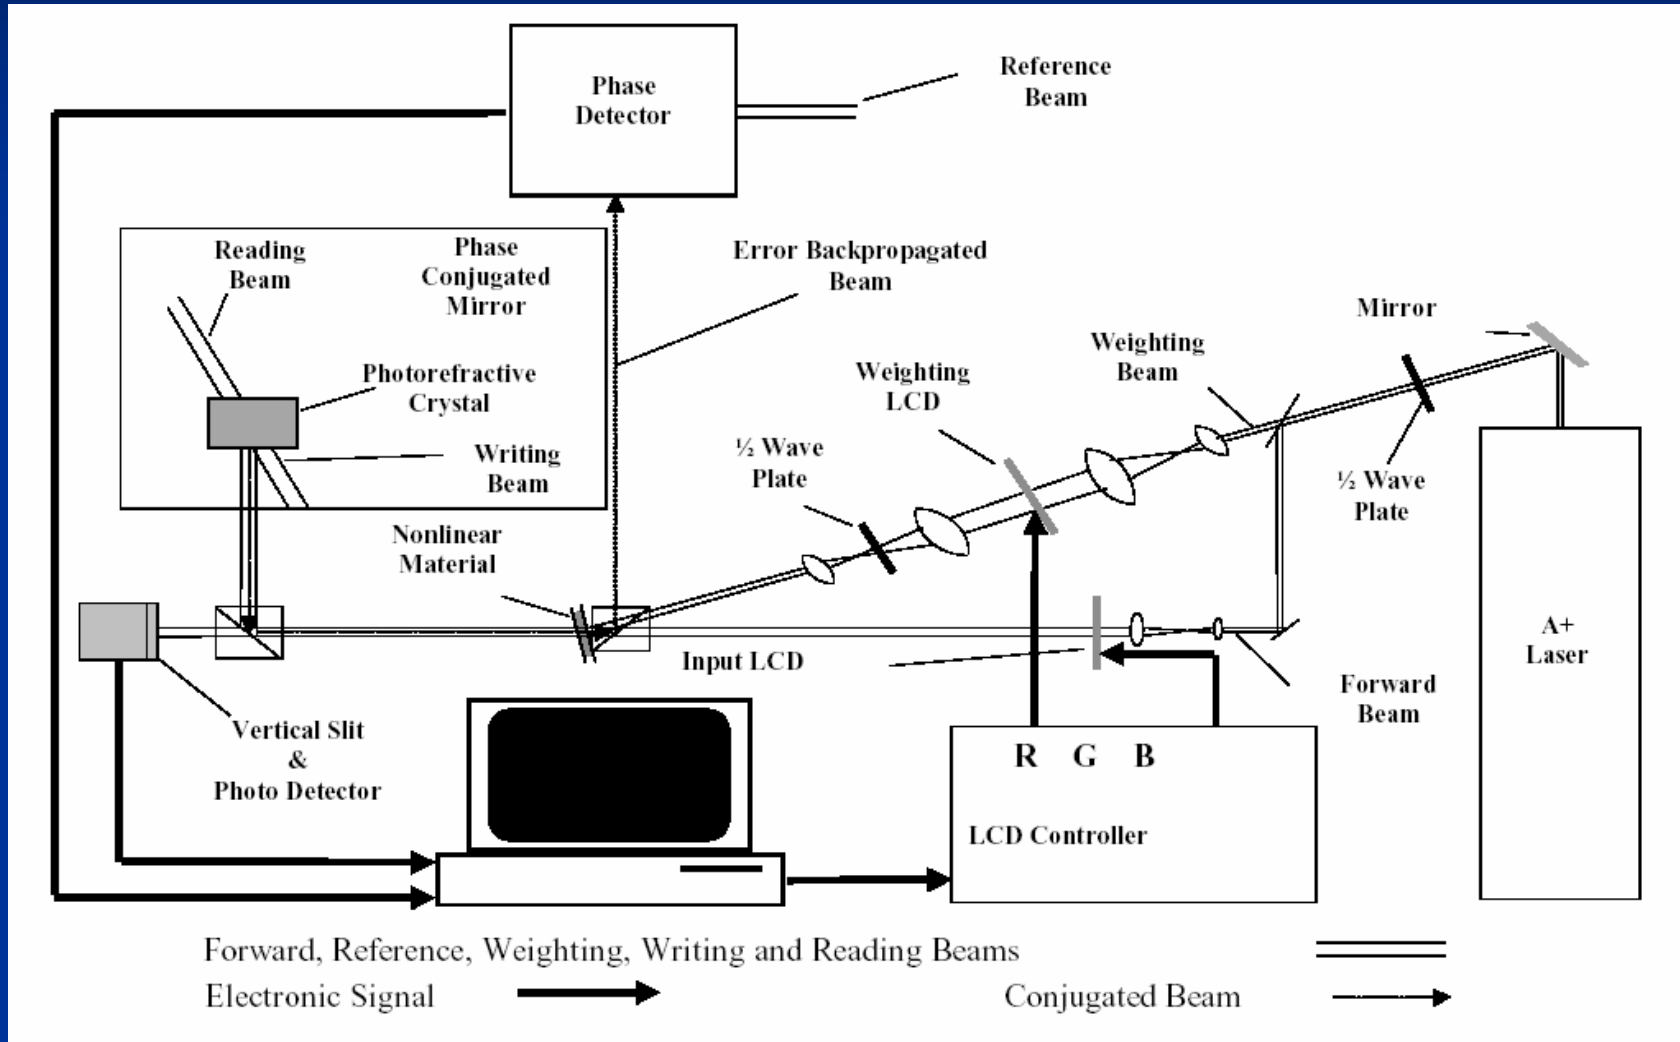 Phase
Detector
Reference
Beam
Reading
Beam
Phase
Conjugated
Mirror
Error Backpropagated
Beam
Mirror
Weighting
Beam
Weighting
LCD
Photorefractive
Crystal
½ Wave
Plate
Writing
Beam
½ Wave
Plate
Nonlinear
Material
Input LCD
A+
Laser
Forward
Beam
Vertical Slit
&
Photo Detector
R G B
LCD Controller
Forward, Reference, Weighting, Writing and Reading Beams
Electronic Signal
Conjugated Beam